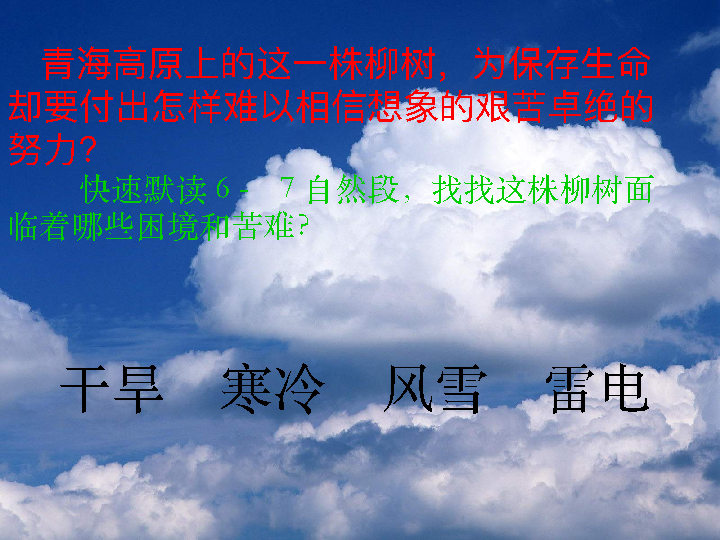 青海高原上的这一株柳树，为保存生命
却要付出怎样难以相信想象的艰苦卓绝的
努力？
快速默读6- 7自然段，找找这株柳树面
临着哪些困境和苦难？
干旱 寒冷 风雪 雷电